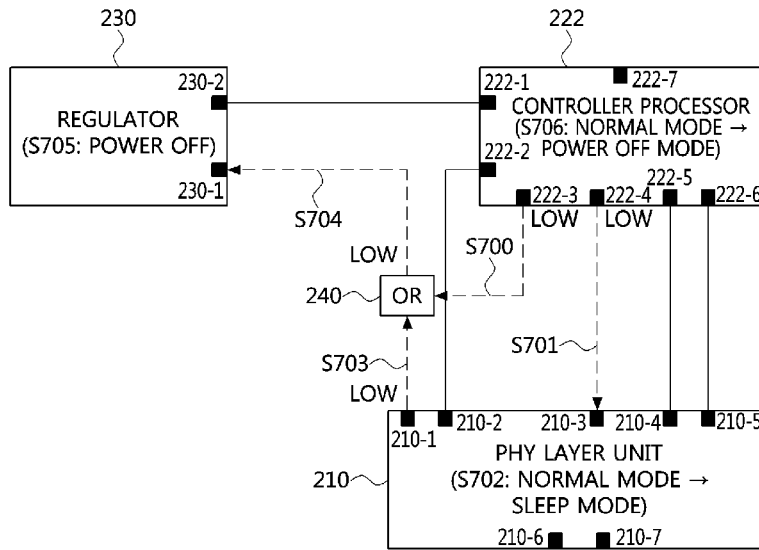 230
222
230-2
222-1
222-7
REGULATOR
(S705: POWER OFF)
CONTROLLER PROCESSOR
(S706: NORMAL MODE →
POWER OFF MODE)
222-2
230-1
222-5
222-3
222-4
222-6
LOW
LOW
S704
S700
LOW
240
OR
S701
S703
LOW
210-1
210-2
210-3
210-4
210-5
210
PHY LAYER UNIT
(S702: NORMAL MODE →
SLEEP MODE)
210-6
210-7